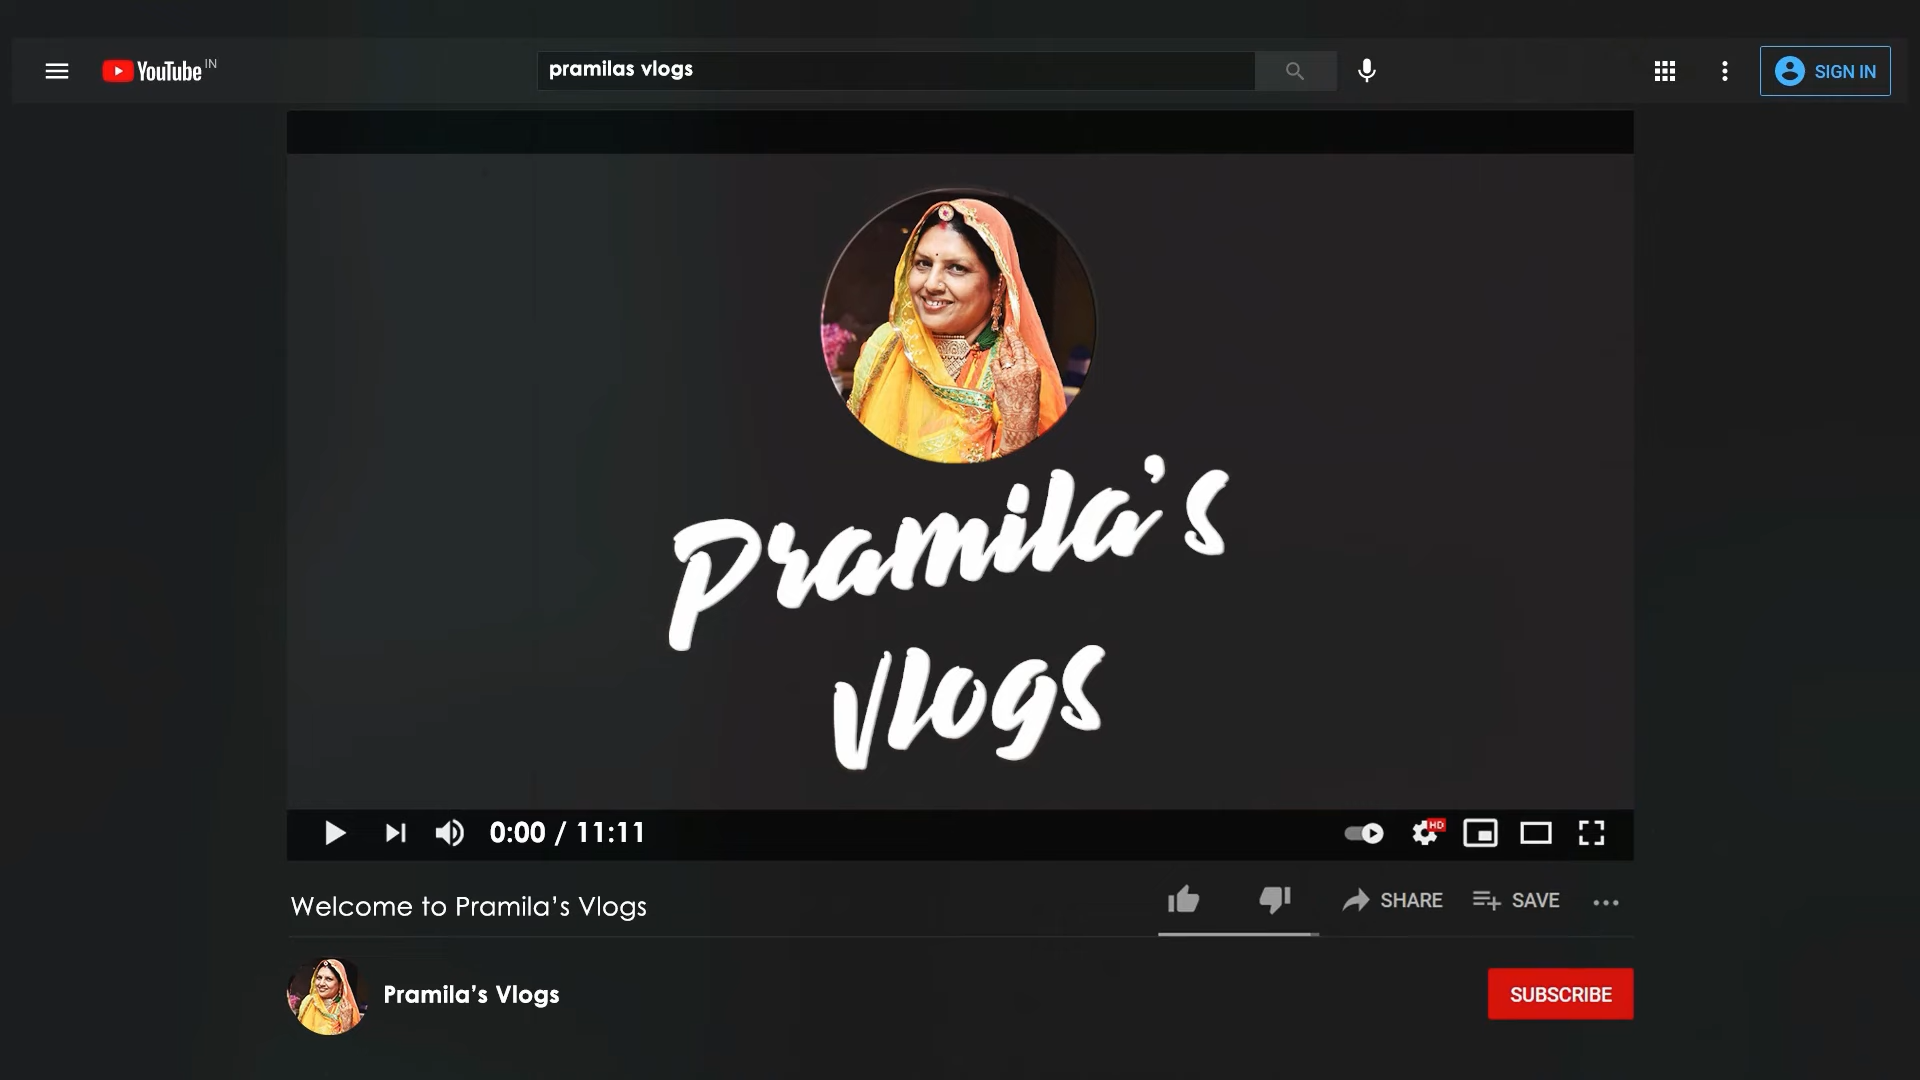 YouTube IN
pramilas vlogs
SIGN IN
Pramila's
Vlogs
0:00 / 11:11
HD
Welcome to Pramila's Vlogs
SHARE
SAVE
Pramila's Vlogs
SUBSCRIBE